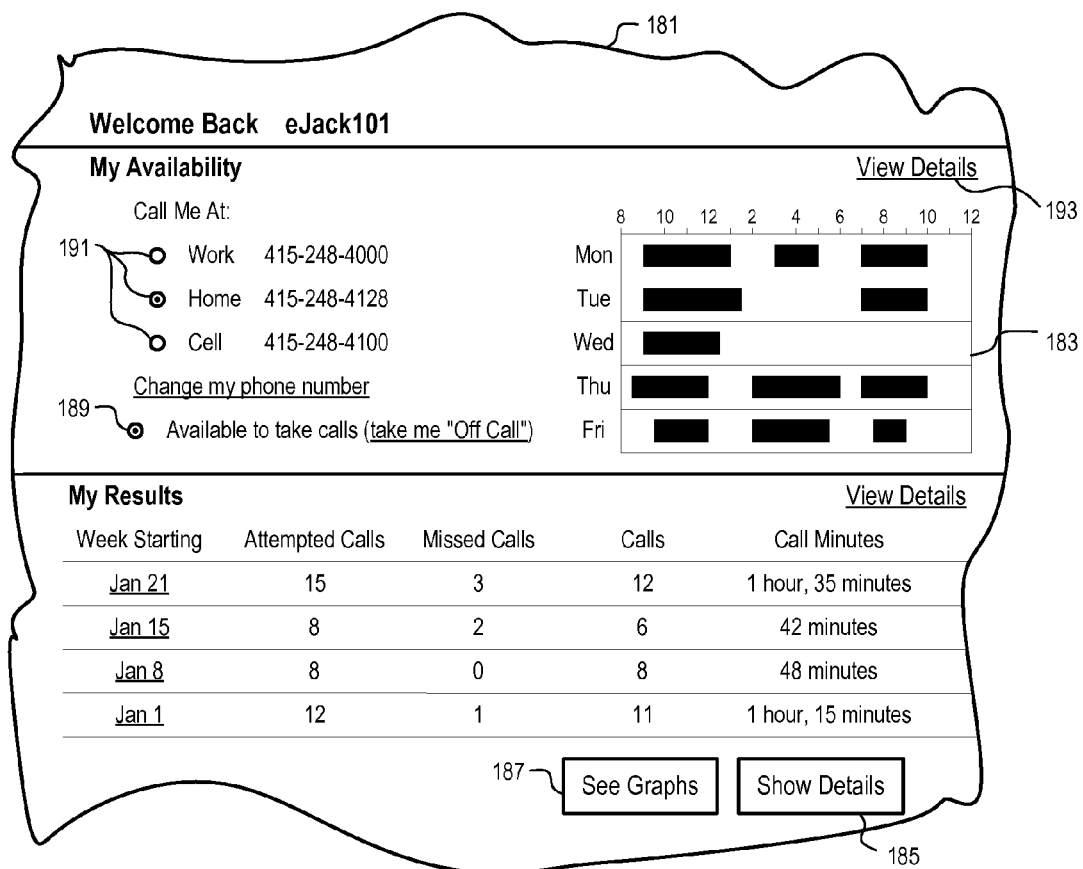 181
Welcome Back eJack101
My Availability View Details
193
Call Me At:
8 10 12 2 4 6 8 10 12
191
Work 415-248-4000
Mon
Home 415-248-4128
Tue
Cell 415-248-4100
Wed
183
Change my phone number
Thu
189
Available to take calls (take me "Off Call")
Fri
My Results View Details
Week Starting Attempted Calls Missed Calls Calls Call Minutes
Jan 21 15 3 12 1 hour, 35 minutes
Jan 15 8 2 6 42 minutes
Jan 8 8 0 8 48 minutes
Jan 1 12 1 11 1 hour, 15 minutes
187
See Graphs Show Details
185